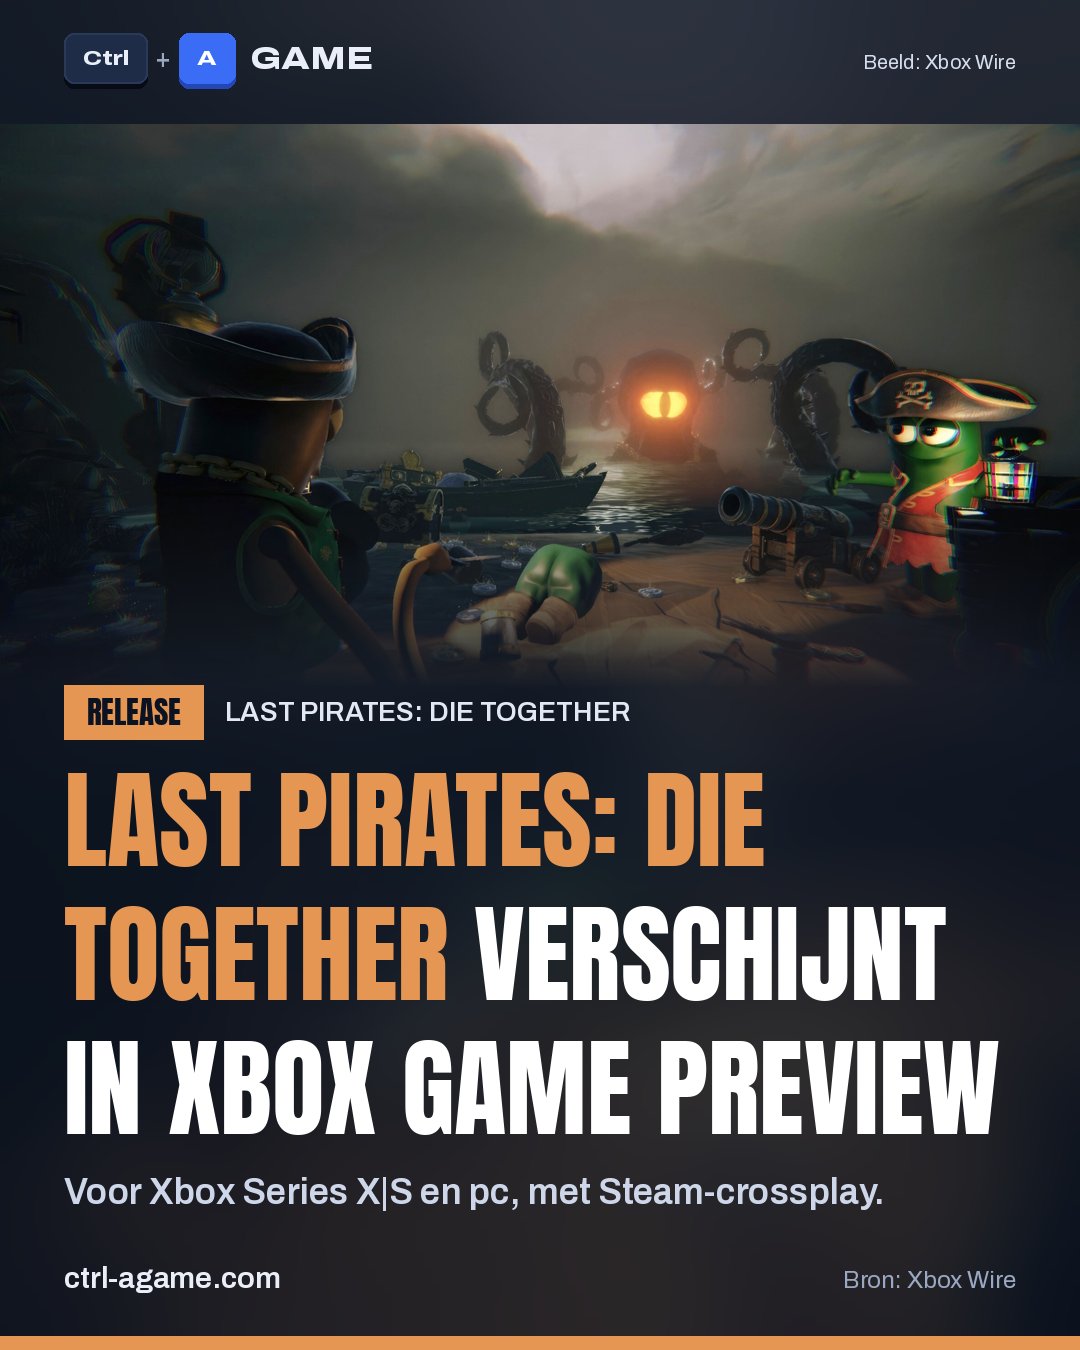 Ctrl + A GAME
Beeld: Xbox Wire
RELEASE
LAST PIRATES: DIE TOGETHER
LAST PIRATES: DIE
TOGETHER VERSCHIJNT
IN XBOX GAME PREVIEW
Voor Xbox Series X|S en pc, met Steam-crossplay.
ctrl-agame.com
Bron: Xbox Wire